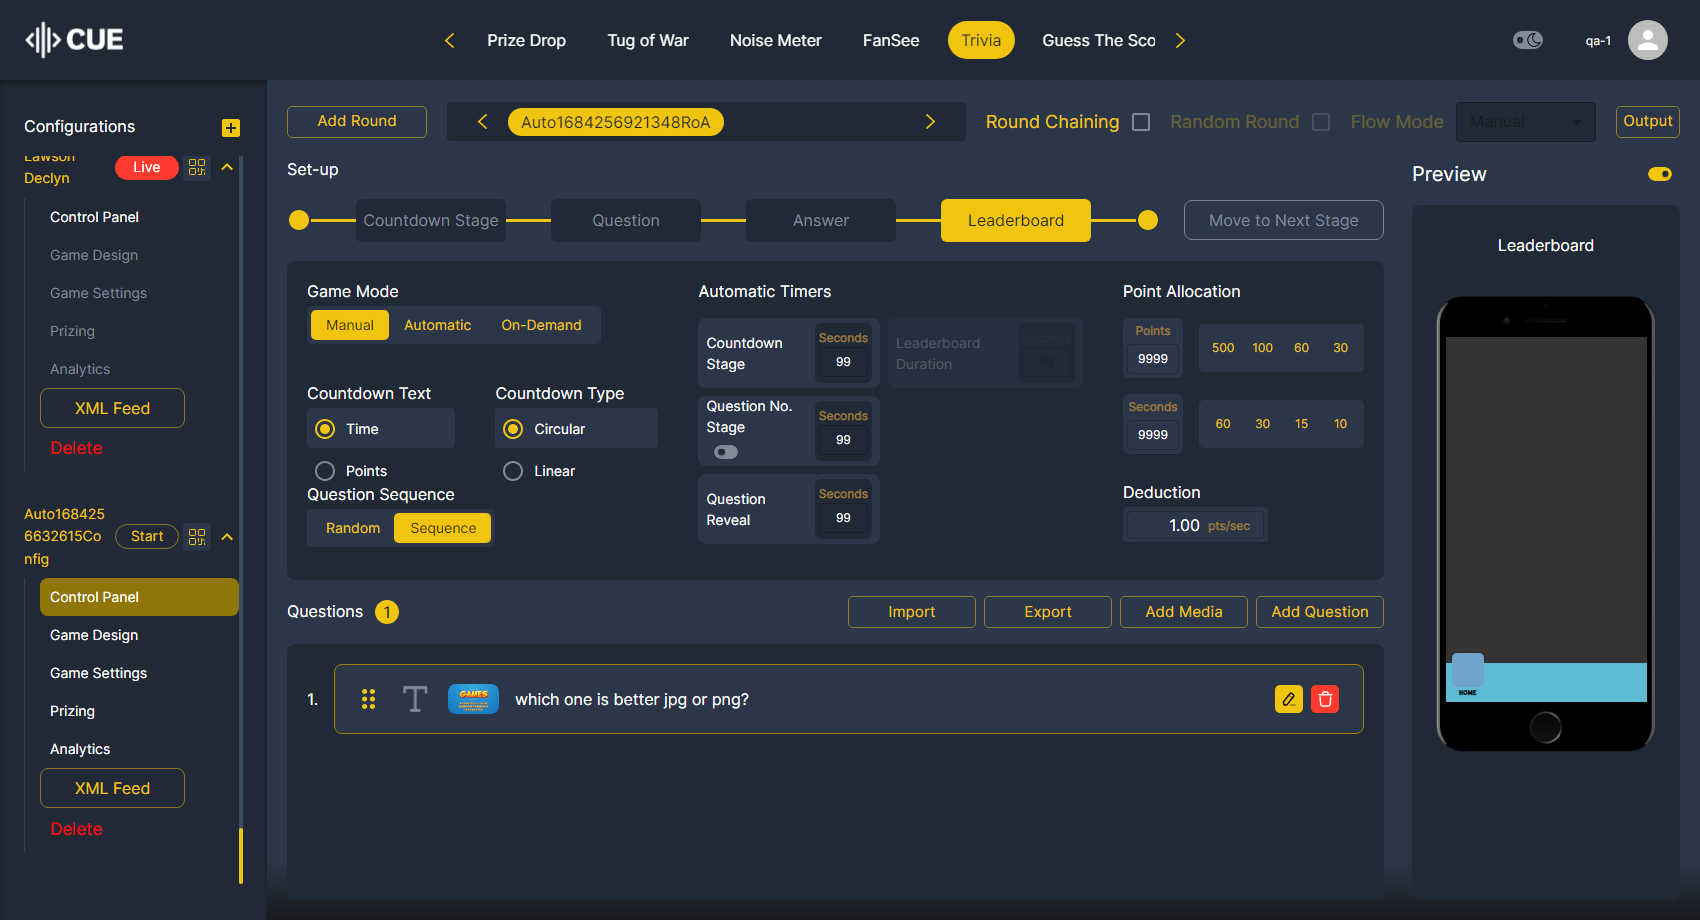 CUE
Prize Drop
Tug of War
Noise Meter
FanSee
Trivia
Guess The Sco
qa-1
Configurations
Lawson
Declyn
Live
Control Panel
Game Design
Game Settings
Prizing
Analytics
XML Feed
Delete
Auto168425
6632615Co
nfig
Start
Control Panel
Game Design
Game Settings
Prizing
Analytics
XML Feed
Delete
Add Round
Auto1684256921348RoA
Round Chaining
Random Round
Flow Mode
Manual
Output
Set-up
Countdown Stage
Question
Answer
Leaderboard
Move to Next Stage
Game Mode
Manual
Automatic
On-Demand
Countdown Text
Time
Points
Countdown Type
Circular
Linear
Question Sequence
Random
Sequence
Automatic Timers
Countdown
Stage
Seconds
99
Leaderboard
Duration
Seconds
99
Question No.
Stage
Seconds
99
Question
Reveal
Seconds
99
Point Allocation
Points
9999
500 100 60 30
Seconds
9999
60 30 15 10
Deduction
1.00 pts/sec
Questions 1
Import
Export
Add Media
Add Question
1.
GAMES
which one is better jpg or png?
Preview
Leaderboard
HOME